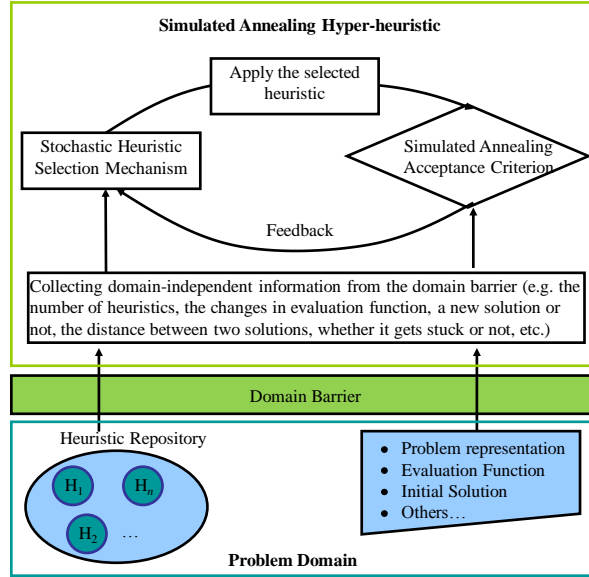 Simulated Annealing Hyper-heuristic
Apply the selected
heuristic
Stochastic Heuristic
Selection Mechanism
Simulated Annealing
Acceptance Criterion
Feedback
Collecting domain-independent information from the domain barrier (e.g. the
number of heuristics, the changes in evaluation function, a new solution or
not, the distance between two solutions, whether it gets stuck or not, etc.)
Domain Barrier
Heuristic Repository
H1
Hn
H2 …
• Problem representation
• Evaluation Function
• Initial Solution
• Others…
Problem Domain